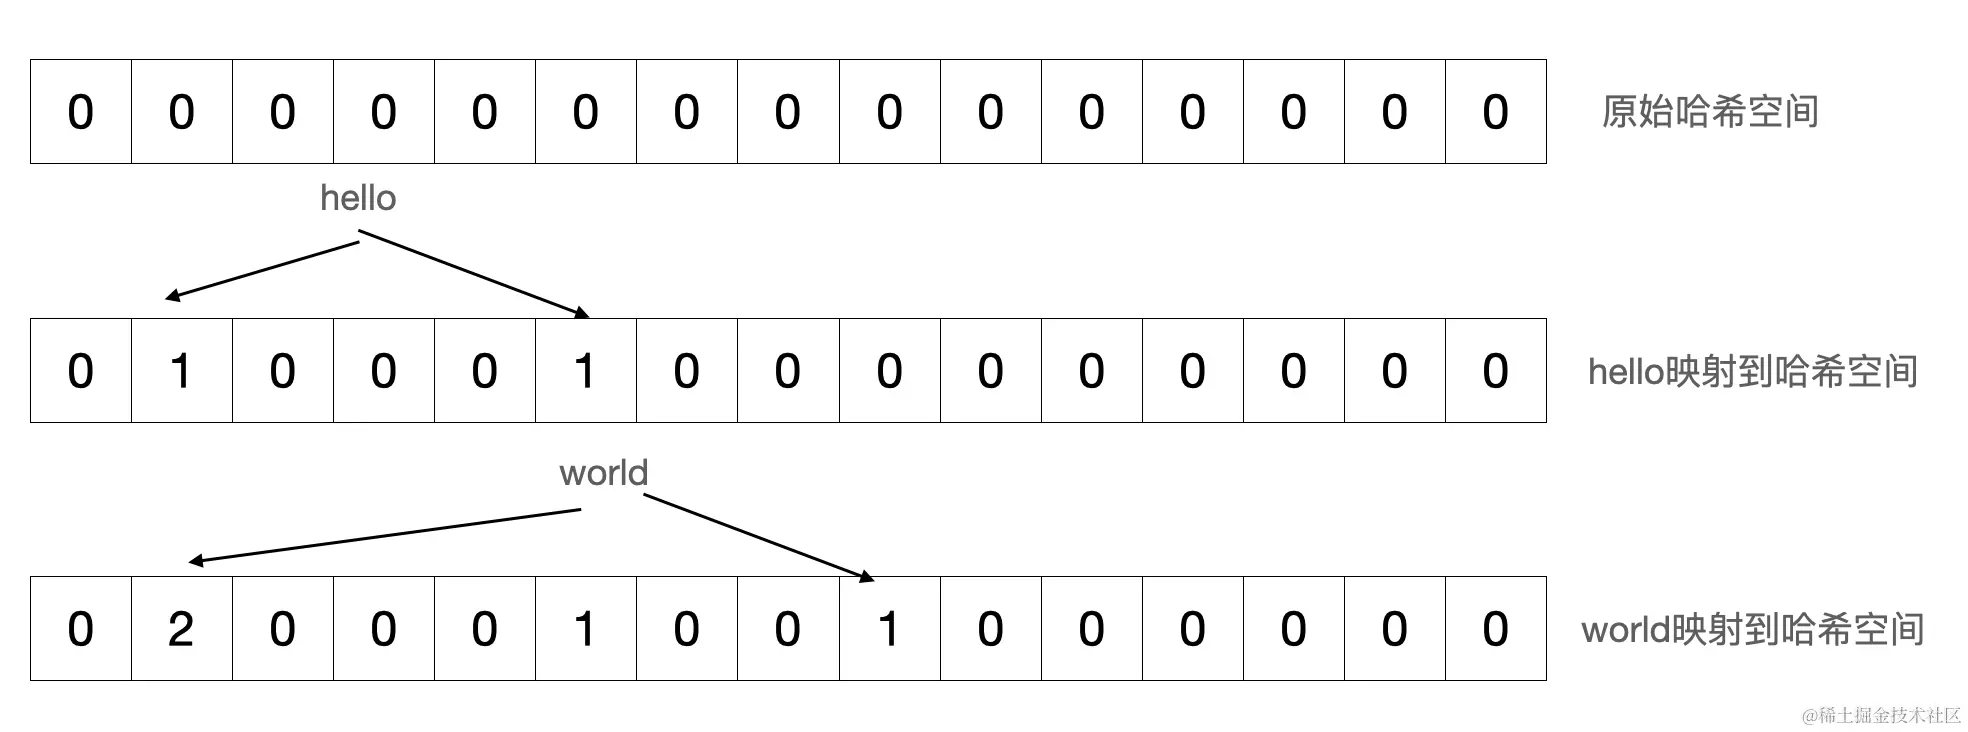 0 0 0 0 0 0 0 0 0 0 0 0 0 0 0 原始哈希空间
hello
0 1 0 0 0 1 0 0 0 0 0 0 0 0 0 hello映射到哈希空间
world
0 2 0 0 0 1 0 0 1 0 0 0 0 0 0 world映射到哈希空间
@稀土掘金技术社区